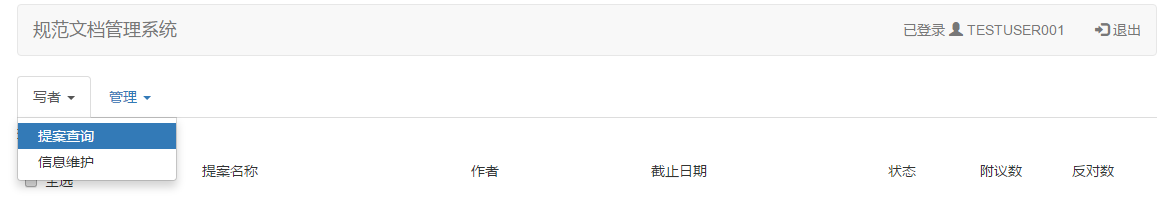 规范文档管理系统 已登录 TESTUSER001 退出
写者 管理
提案查询
信息维护
全选 提案名称 作者 截止日期 状态 附议数 反对数